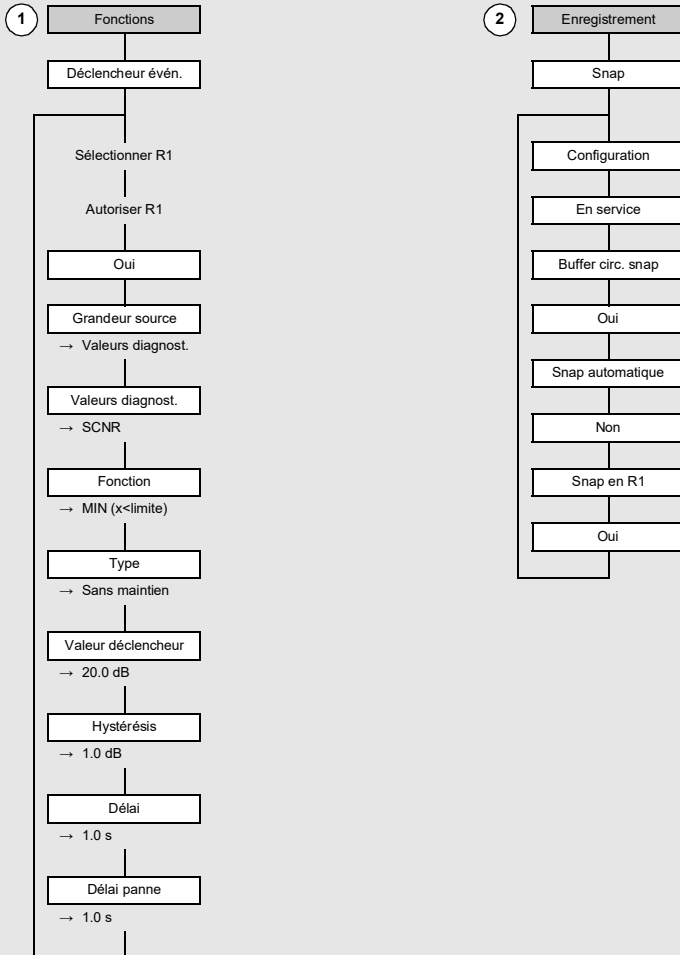 1
Fonctions
Déclencheur évén.
Sélectionner R1
Autoriser R1
Oui
Grandeur source
→ Valeurs diagnost.
Valeurs diagnost.
→ SCNR
Fonction
→ MIN (x<limite)
Type
→ Sans maintien
Valeur déclencheur
→ 20.0 dB
Hystérésis
→ 1.0 dB
Délai
→ 1.0 s
Délai panne
→ 1.0 s
2
Enregistrement
Snap
Configuration
En service
Buffer circ. snap
Oui
Snap automatique
Non
Snap en R1
Oui